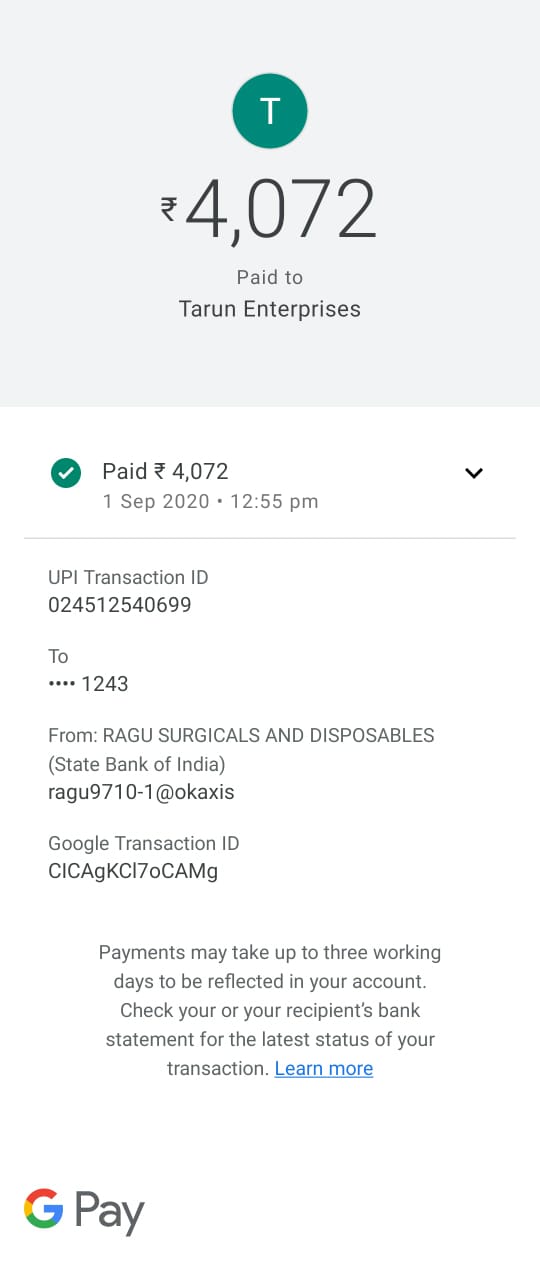 T
₹4,072
Paid to
Tarun Enterprises
Paid ₹ 4,072
1 Sep 2020 • 12:55 pm
UPI Transaction ID
024512540699
To
•••• 1243
From: RAGU SURGICALS AND DISPOSABLES
(State Bank of India)
ragu9710-1@okaxis
Google Transaction ID
CICAgKCl7oCAMg
Payments may take up to three working
days to be reflected in your account.
Check your or your recipient’s bank
statement for the latest status of your
transaction. Learn more
G Pay